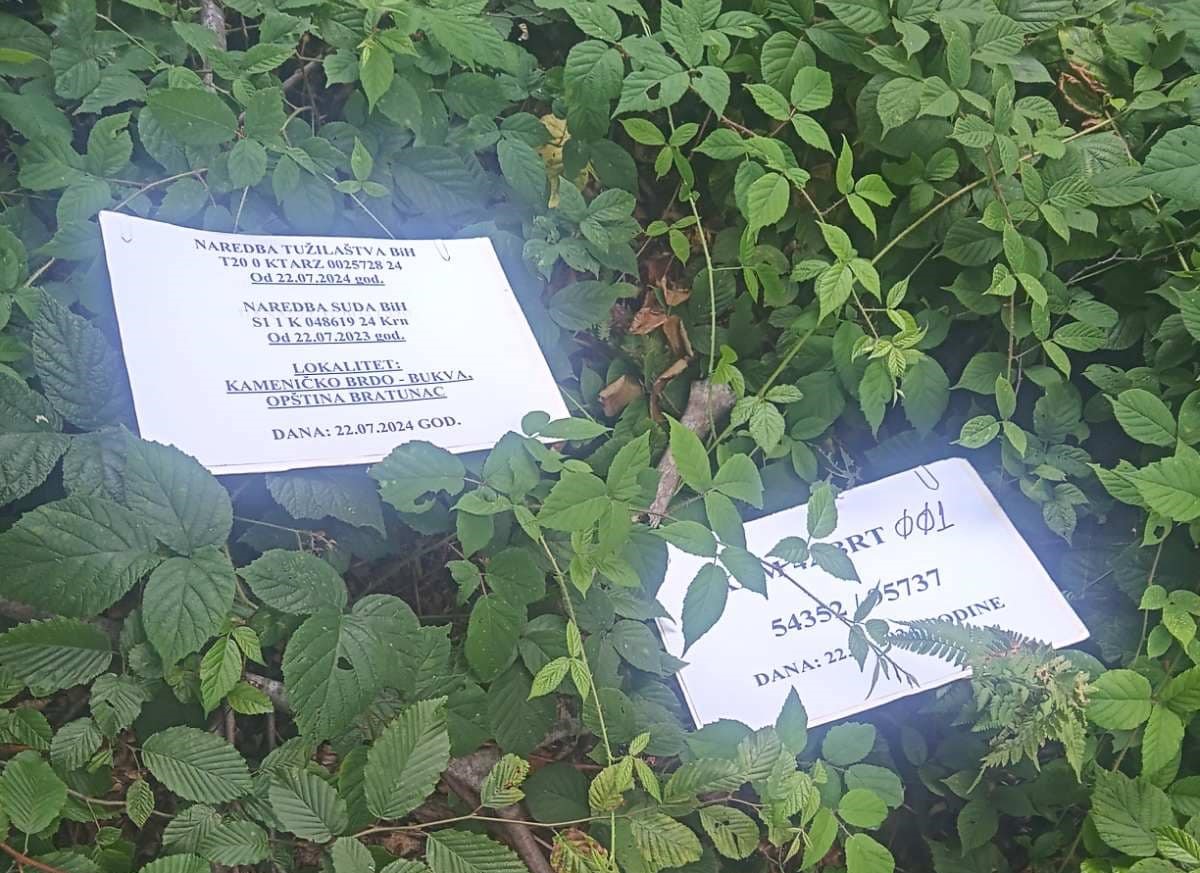 NAREDBA TUŽILAŠTVA BiH
T20 0 KTARZ 0025728 24
Od 22.07.2024 god.
NAREDBA SUDA BiH
S1 1 K 048619 24 Krn
Od 22.07.2023 god.
LOKALITET:
KAMENIČKO BRDO - BUKVA,
OPŠTINA BRATUNAC
DANA: 22.07.2024 GOD.
BRT 001
54352
DANA: 22.